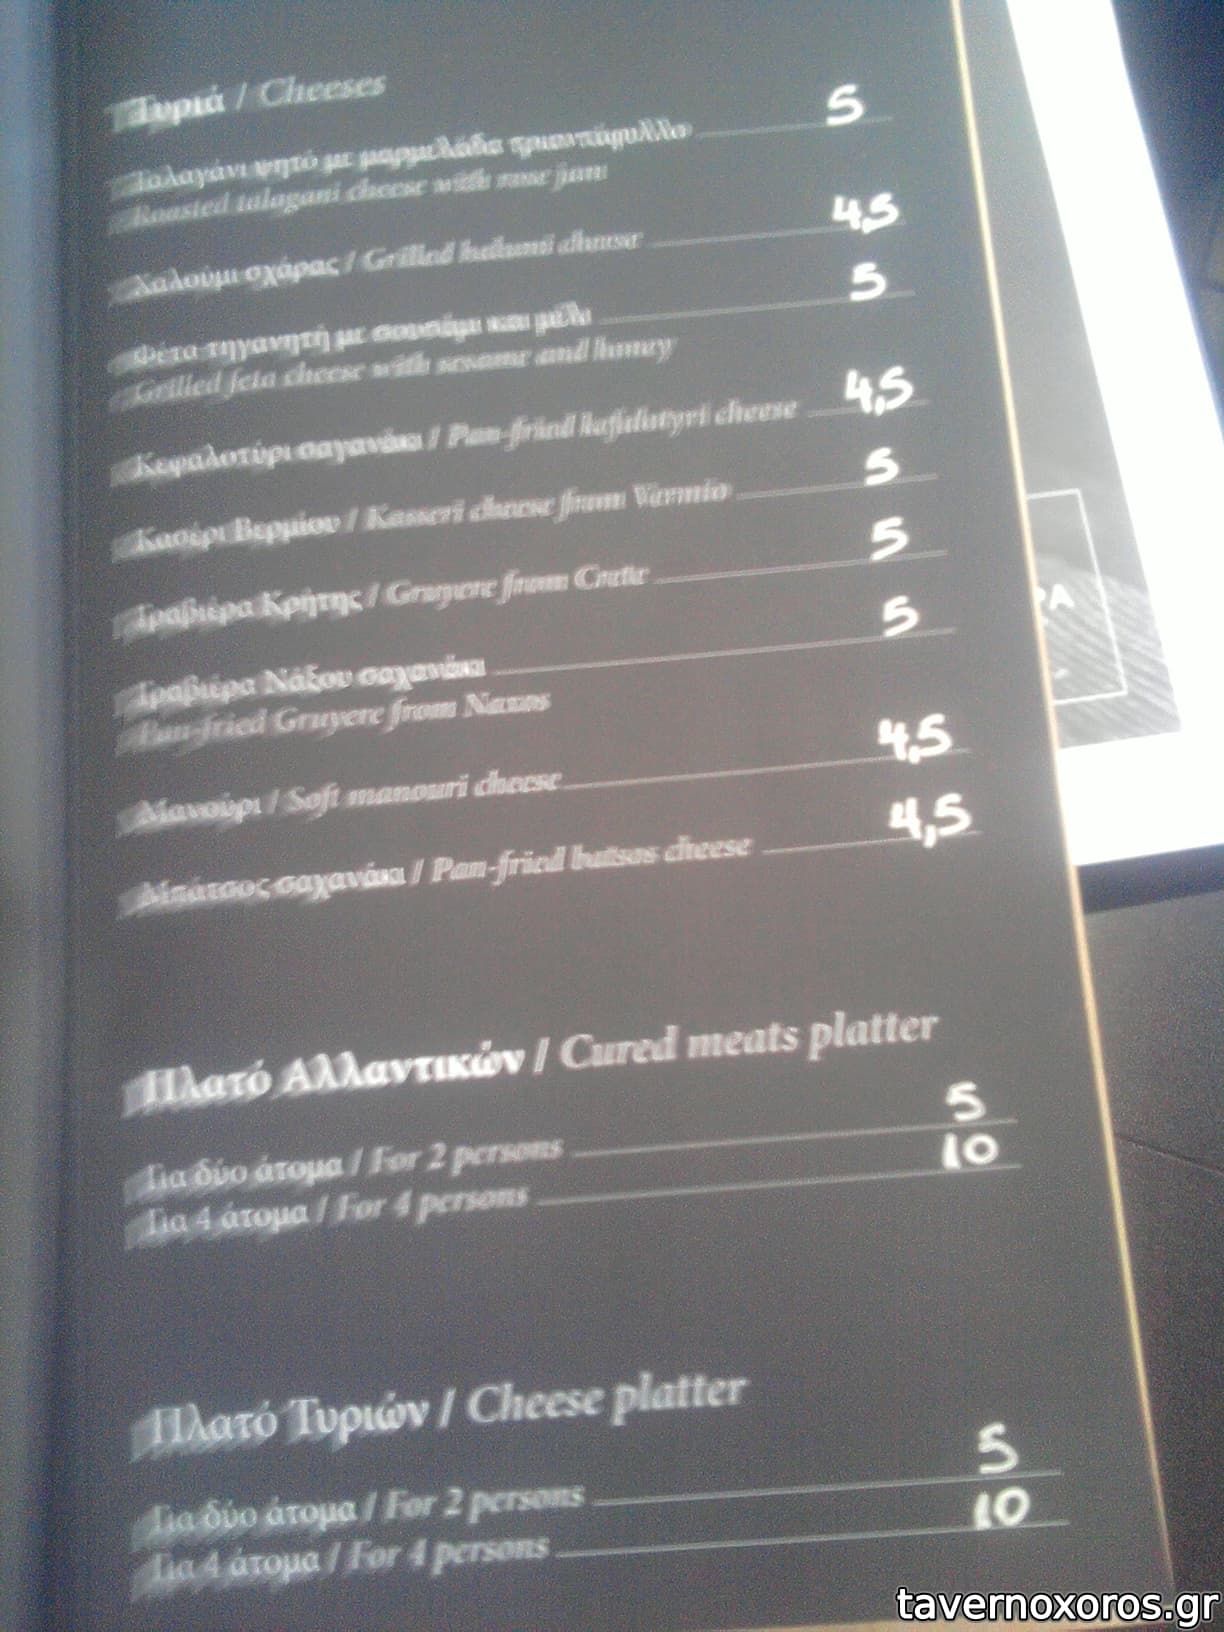 Τυριά / Cheeses
Ταλαγάνι ψητό με μαρμελάδα τριαντάφυλλο 5
Roasted talagani cheese with rose jam
Χαλούμι σχάρας / Grilled halumi cheese 4,5
Φέτα τηγανητή με σουσάμι και μέλι 5
Grilled feta cheese with sesame and honey
Κεφαλοτύρι σαγανάκι / Pan-fried kefalotyri cheese 4,5
Κασέρι Βερμίου / Kasseri cheese from Vermio 5
Γραβιέρα Κρήτης / Gruyere from Crete 5
Γραβιέρα Νάξου σαχανάκι 5
Pan-fried Gruyere from Naxos
Μανούρι / Soft manouri cheese 4,5
Μπάτσος σαχανάκι / Pan-fried batsos cheese 4,5
Πλατό Αλλαντικών / Cured meats platter
Για δύο άτομα / For 2 persons 5
Για 4 άτομα / For 4 persons 10
Πλατό Τυριών / Cheese platter
Για δύο άτομα / For 2 persons 5
Για 4 άτομα / For 4 persons 10
tavernoxoros.gr